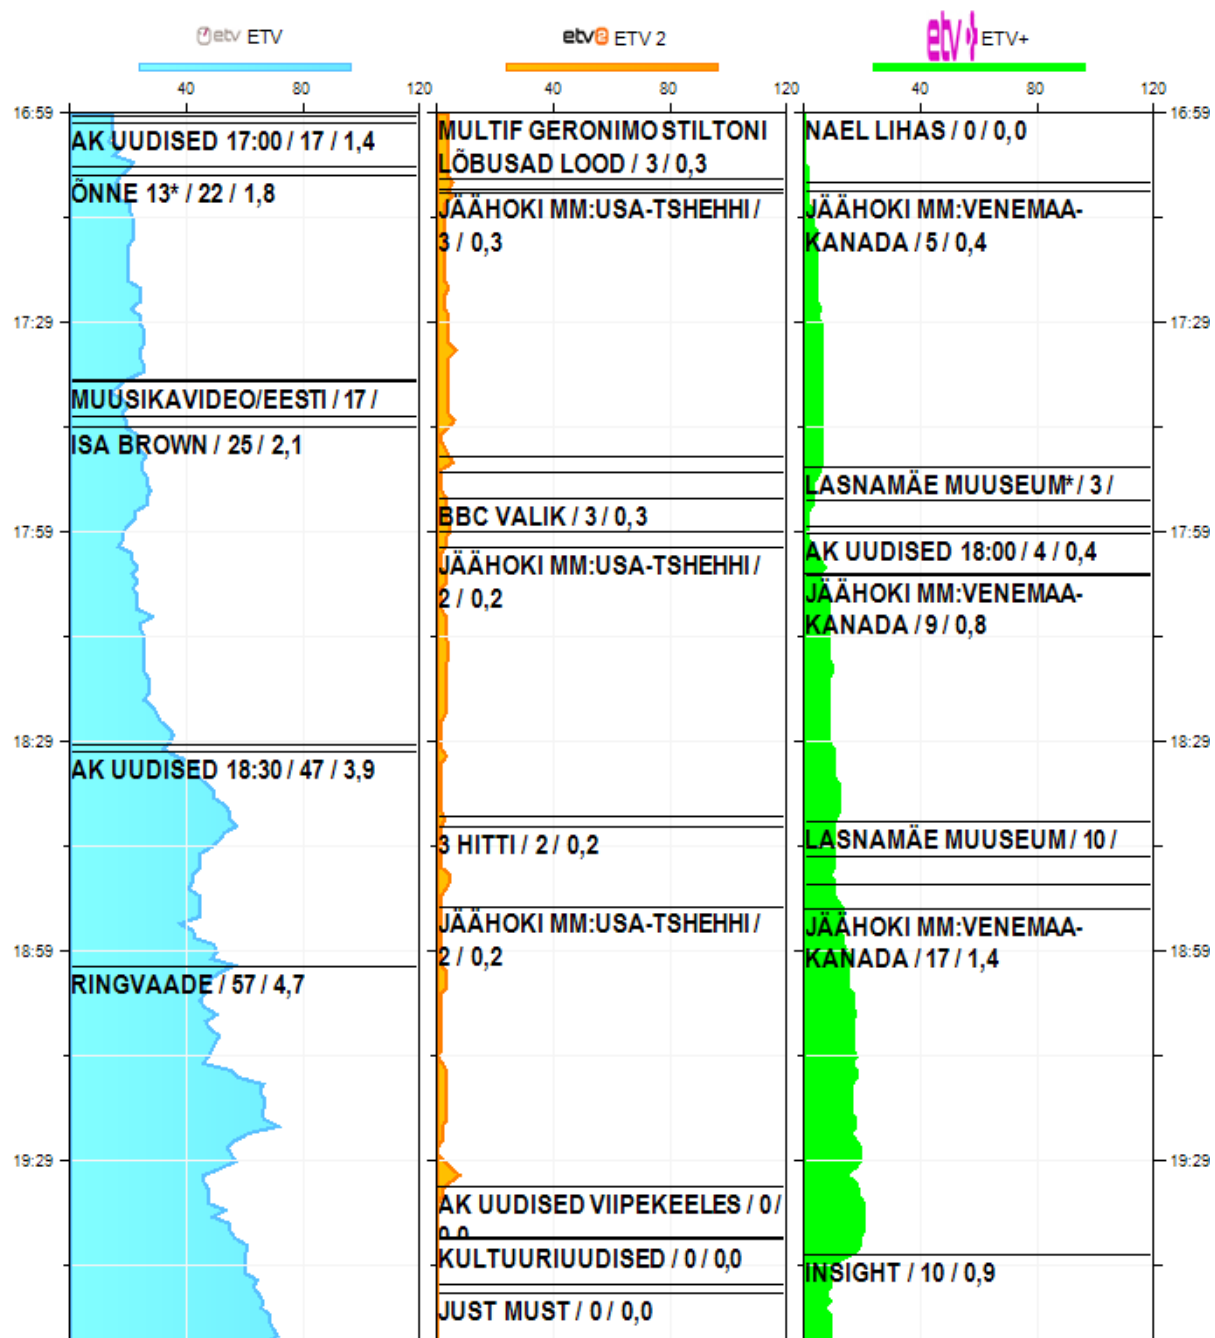 etv ETV
etv2 ETV 2
etv+ ETV+
40 80 120
40 80 120
40 80 120
16:59
16:59
AK UUDISED 17:00 / 17 / 1,4
ÕNNE 13* / 22 / 1,8
17:29
MUUSIKAVIDEO/EESTI / 17 /
ISA BROWN / 25 / 2,1
17:59
18:29
AK UUDISED 18:30 / 47 / 3,9
18:59
RINGVAADE / 57 / 4,7
19:29
MULTIF GERONIMO STILTONI
LÕBUSAD LOOD / 3 / 0,3
JÄÄHOKI MM:USA-TSHEHHI /
3 / 0,3
BBC VALIK / 3 / 0,3
JÄÄHOKI MM:USA-TSHEHHI /
2 / 0,2
3 HITTI / 2 / 0,2
JÄÄHOKI MM:USA-TSHEHHI /
2 / 0,2
AK UUDISED VIIPEKEELES / 0 /
0,0
KULTUURIUUDISED / 0 / 0,0
JUST MUST / 0 / 0,0
NAEL LIHAS / 0 / 0,0
JÄÄHOKI MM:VENEMAA-
KANADA / 5 / 0,4
17:29
LASNAMÄE MUUSEUM* / 3 /
17:59
AK UUDISED 18:00 / 4 / 0,4
JÄÄHOKI MM:VENEMAA-
KANADA / 9 / 0,8
18:29
LASNAMÄE MUUSEUM / 10 /
JÄÄHOKI MM:VENEMAA-
KANADA / 17 / 1,4
18:59
19:29
INSIGHT / 10 / 0,9